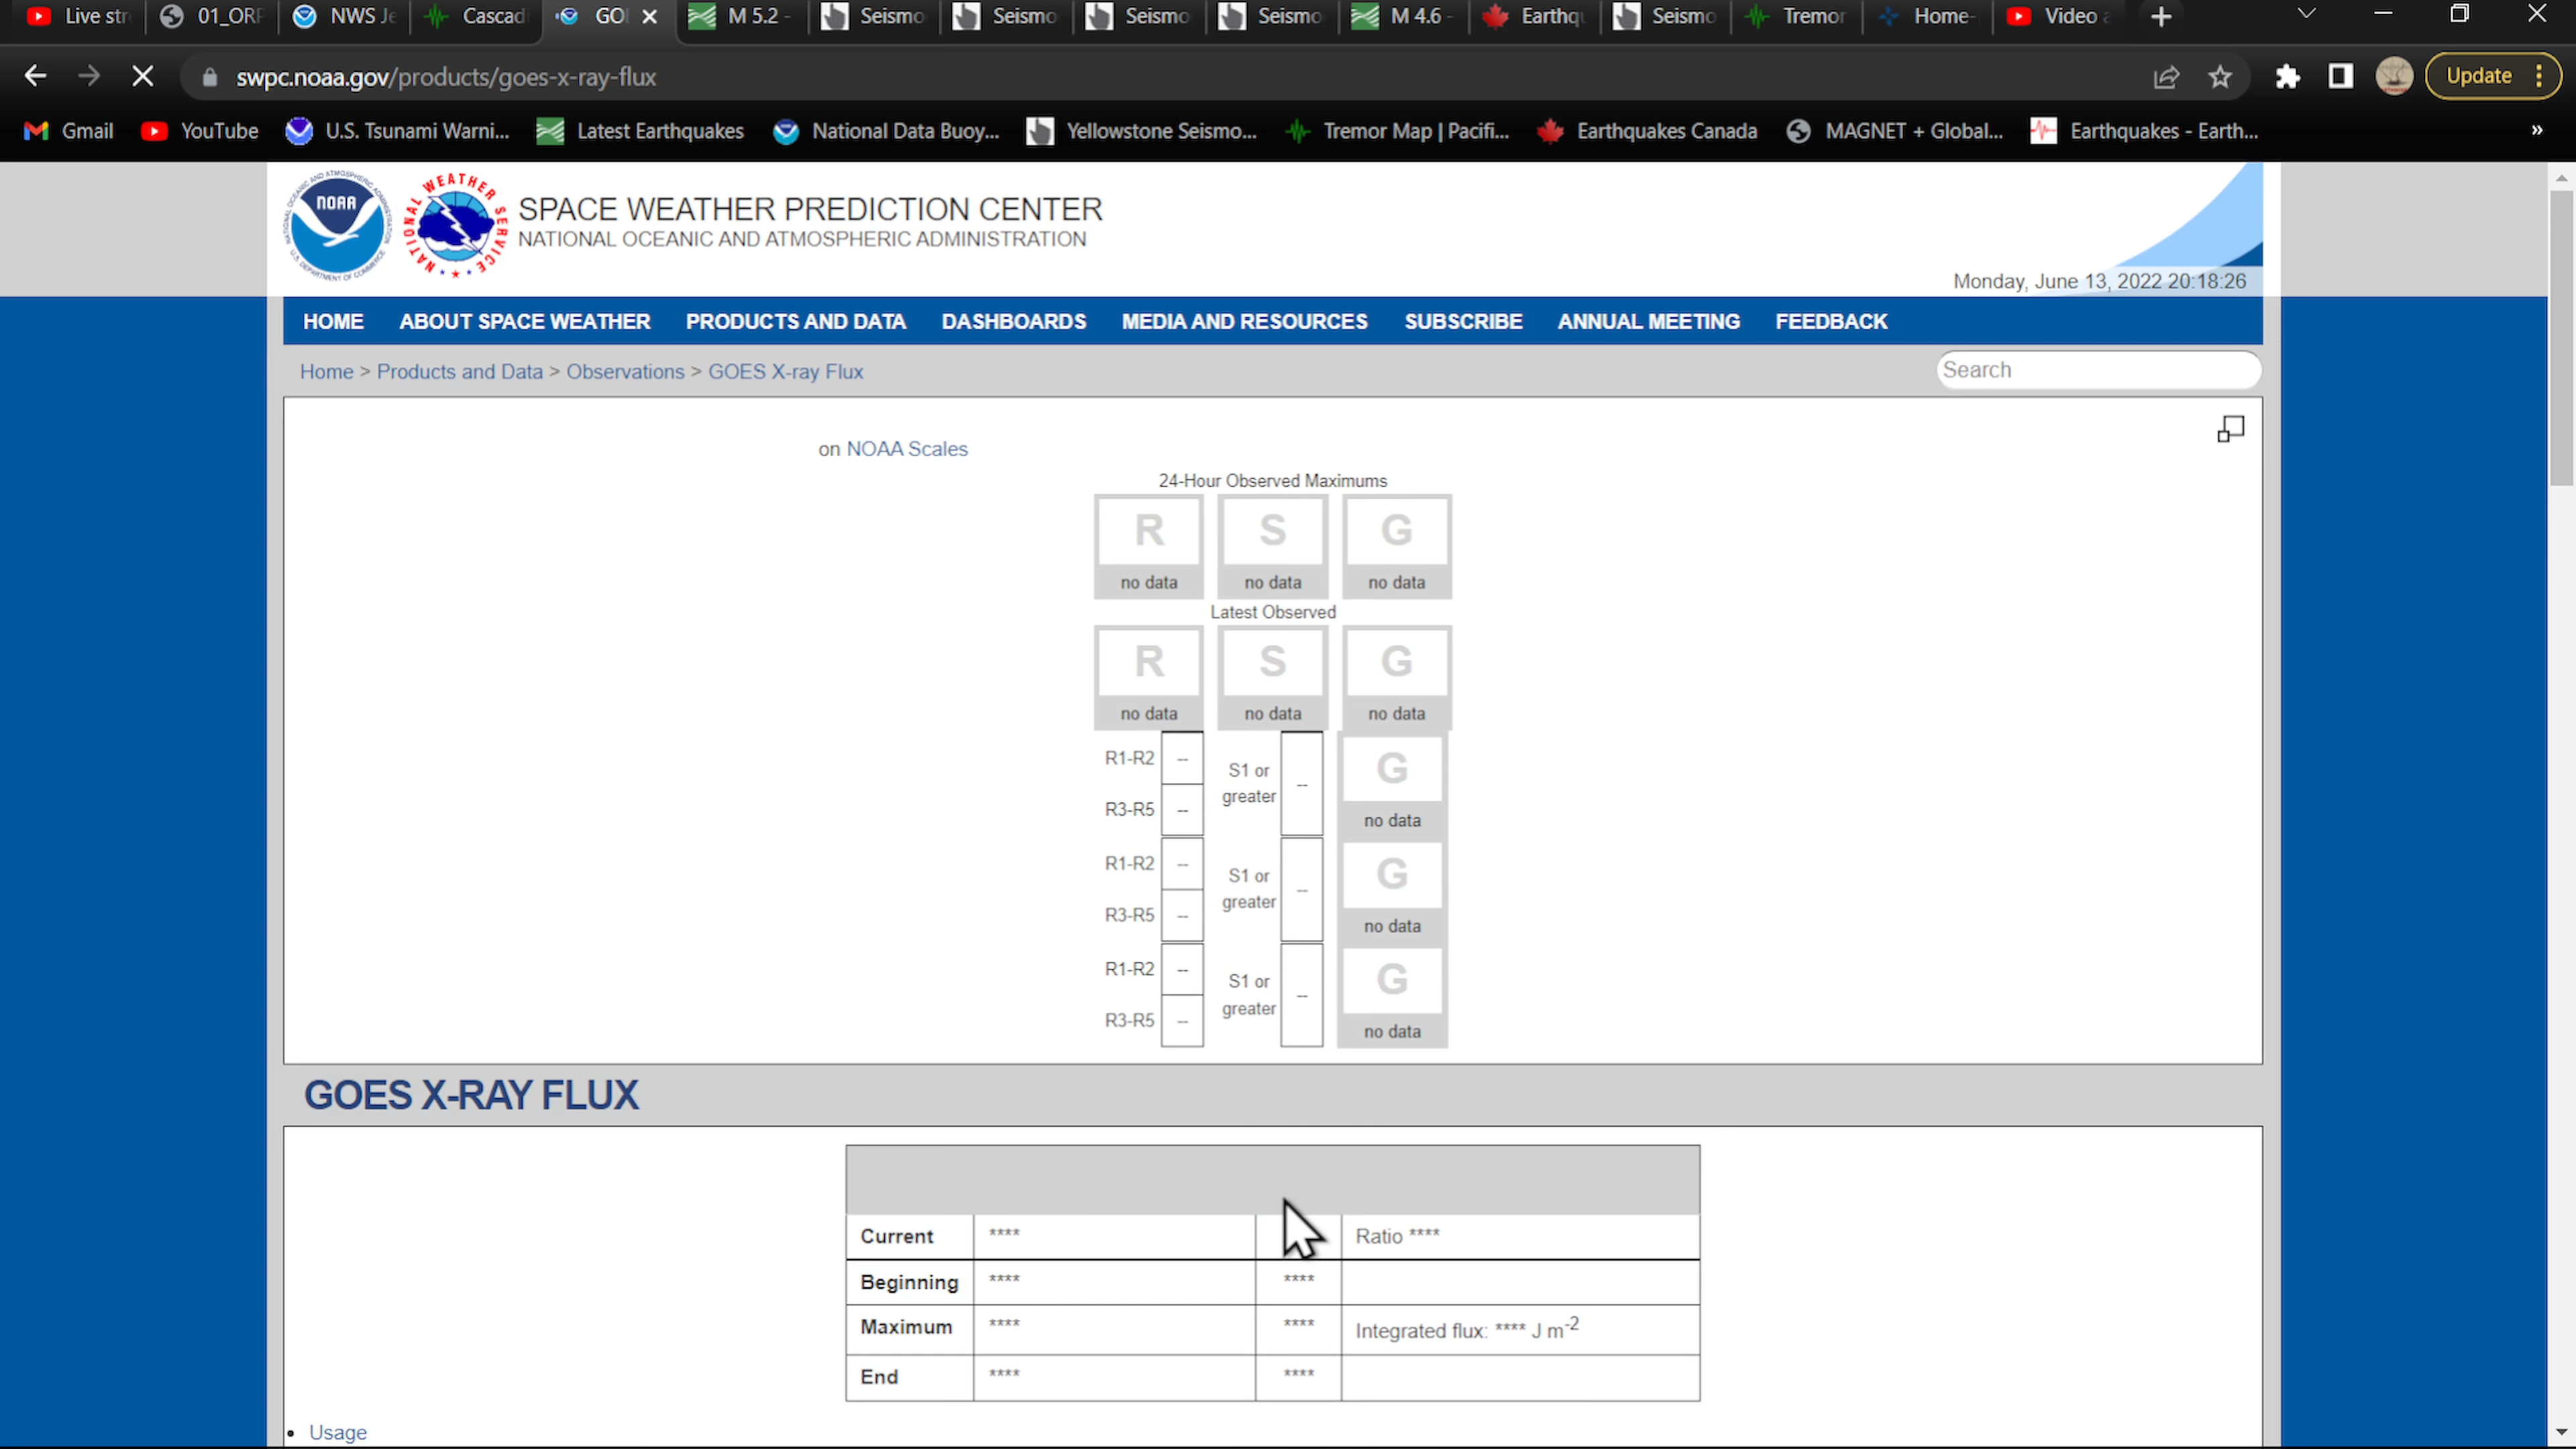 Live str
01_ORF
NWS Je
Cascad
GO
M 5.2 -
Seismo
Seismo
Seismo
Seismo
M 4.6 -
Earthqu
Seismo
Tremor
Home-
Video a
swpc.noaa.gov/products/goes-x-ray-flux
Update
Gmail
YouTube
U.S. Tsunami Warni...
Latest Earthquakes
National Data Buoy...
Yellowstone Seismo...
Tremor Map | Pacifi...
Earthquakes Canada
MAGNET + Global...
Earthquakes - Earth...
»
NOAA
NATIONAL WEATHER SERVICE
SPACE WEATHER PREDICTION CENTER
NATIONAL OCEANIC AND ATMOSPHERIC ADMINISTRATION
Monday, June 13, 2022 20:18:26
HOME ABOUT SPACE WEATHER PRODUCTS AND DATA DASHBOARDS MEDIA AND RESOURCES SUBSCRIBE ANNUAL MEETING FEEDBACK
Home > Products and Data > Observations > GOES X-ray Flux
Search
on NOAA Scales
24-Hour Observed Maximums
R S G
no data no data no data
Latest Observed
R S G
no data no data no data
R1-R2 --
R3-R5 --
S1 or
greater
--
G
no data
R1-R2 --
R3-R5 --
S1 or
greater
--
G
no data
R1-R2 --
R3-R5 --
S1 or
greater
--
G
no data
GOES X-RAY FLUX
Current **** Ratio ****
Beginning **** ****
Maximum **** **** Integrated flux: **** J m-2
End **** ****
• Usage